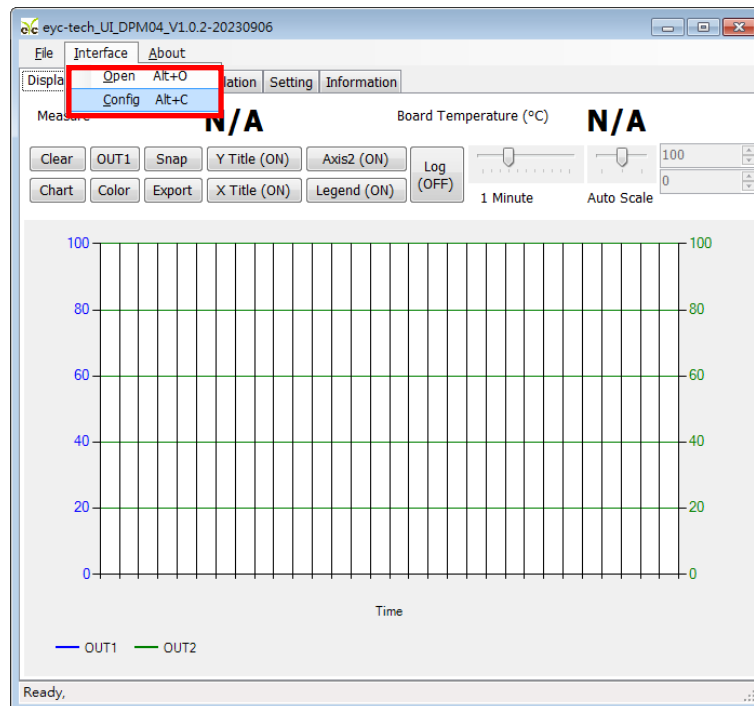 eyc-tech_UI_DPM04_V1.0.2-20230906
File Interface About
Open Alt+O
Config Alt+C
Displa lation Setting Information
Measure N/A Board Temperature (°C) N/A
Clear OUT1 Snap Y Title (ON) Axis2 (ON) Log (OFF) 100
Chart Color Export X Title (ON) Legend (ON) 1 Minute Auto Scale 0
100 100
80 80
60 60
40 40
20 20
0 0
Time
OUT1 OUT2
Ready,